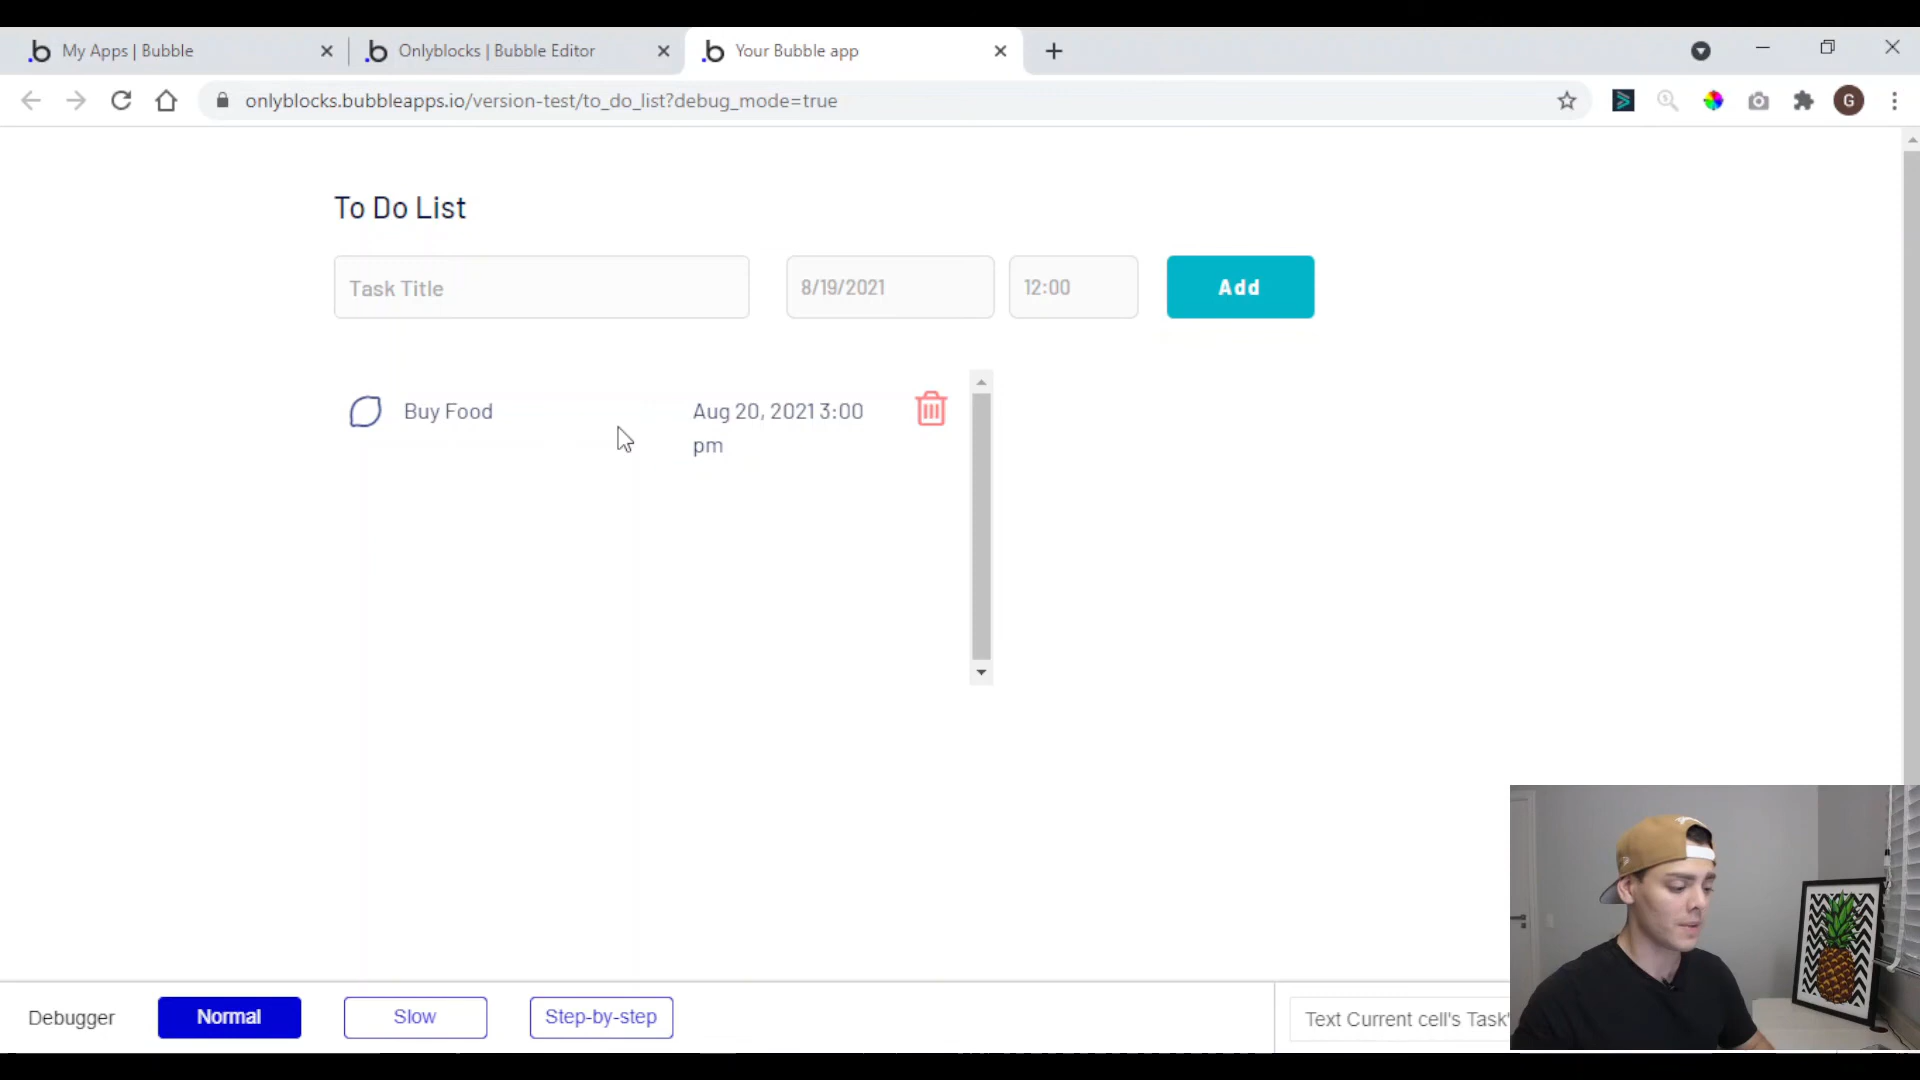 My Apps | Bubble
Onlyblocks | Bubble Editor
Your Bubble app
onlyblocks.bubbleapps.io/version-test/to_do_list?debug_mode=true
G
To Do List
Task Title
8/19/2021
12:00
Add
Buy Food
Aug 20, 2021 3:00
pm
Debugger
Normal
Slow
Step-by-step
Text Current cell's Task'